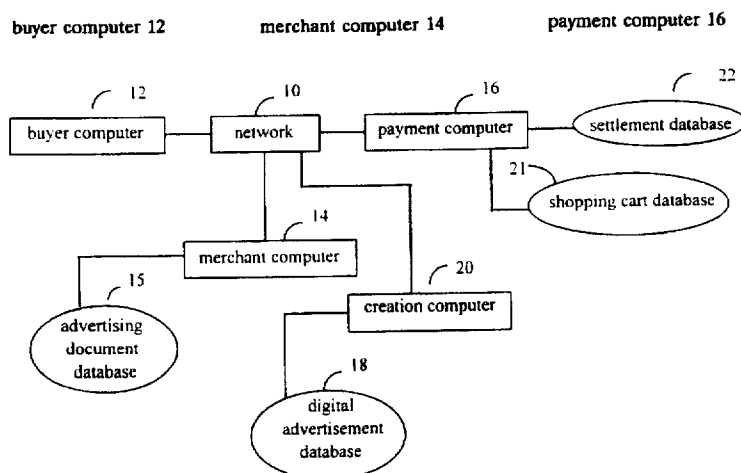 buyer computer 12 merchant computer 14 payment computer 16
12 10 16 22
buyer computer network payment computer settlement database
21
shopping cart database
14
merchant computer
15 20
creation computer
advertising
document
database
18
digital
advertisement
database